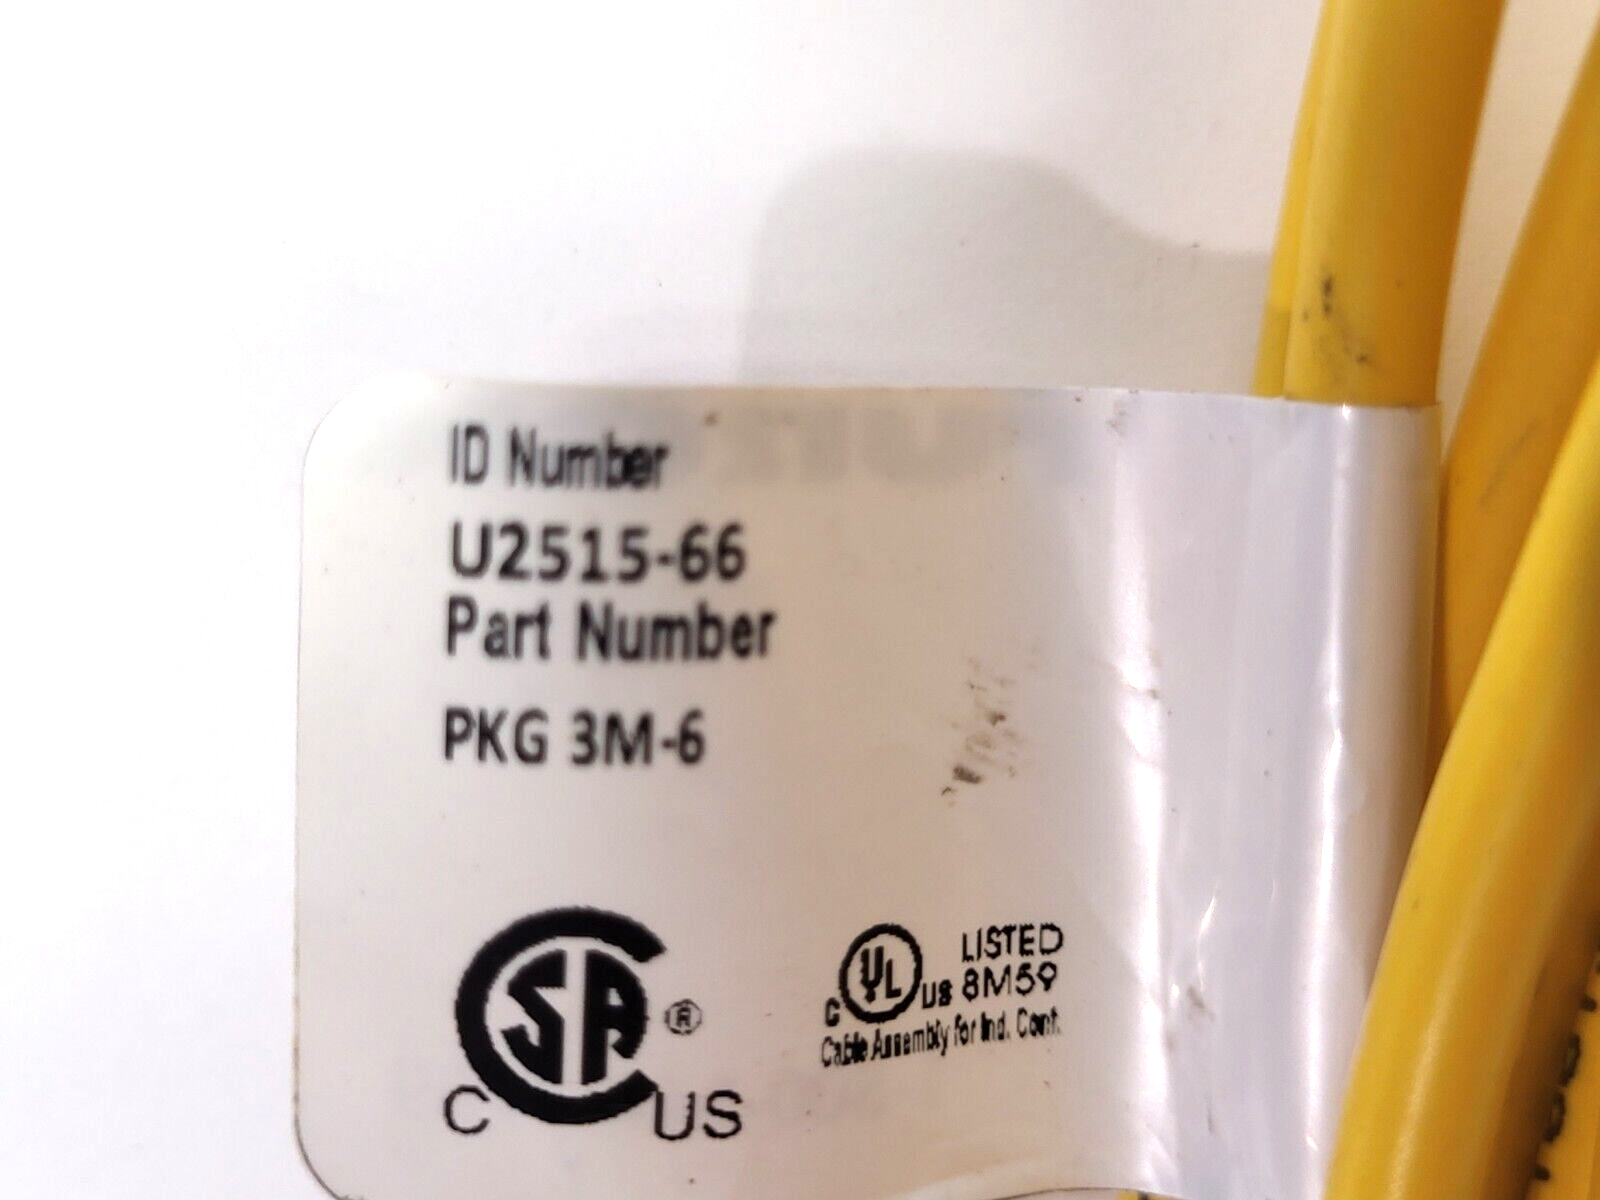 ID Number
U2515-66
Part Number
PKG 3M-6
CSA ®
C US
C UL US LISTED
8M59
Cable Assembly for Ind. Cont.